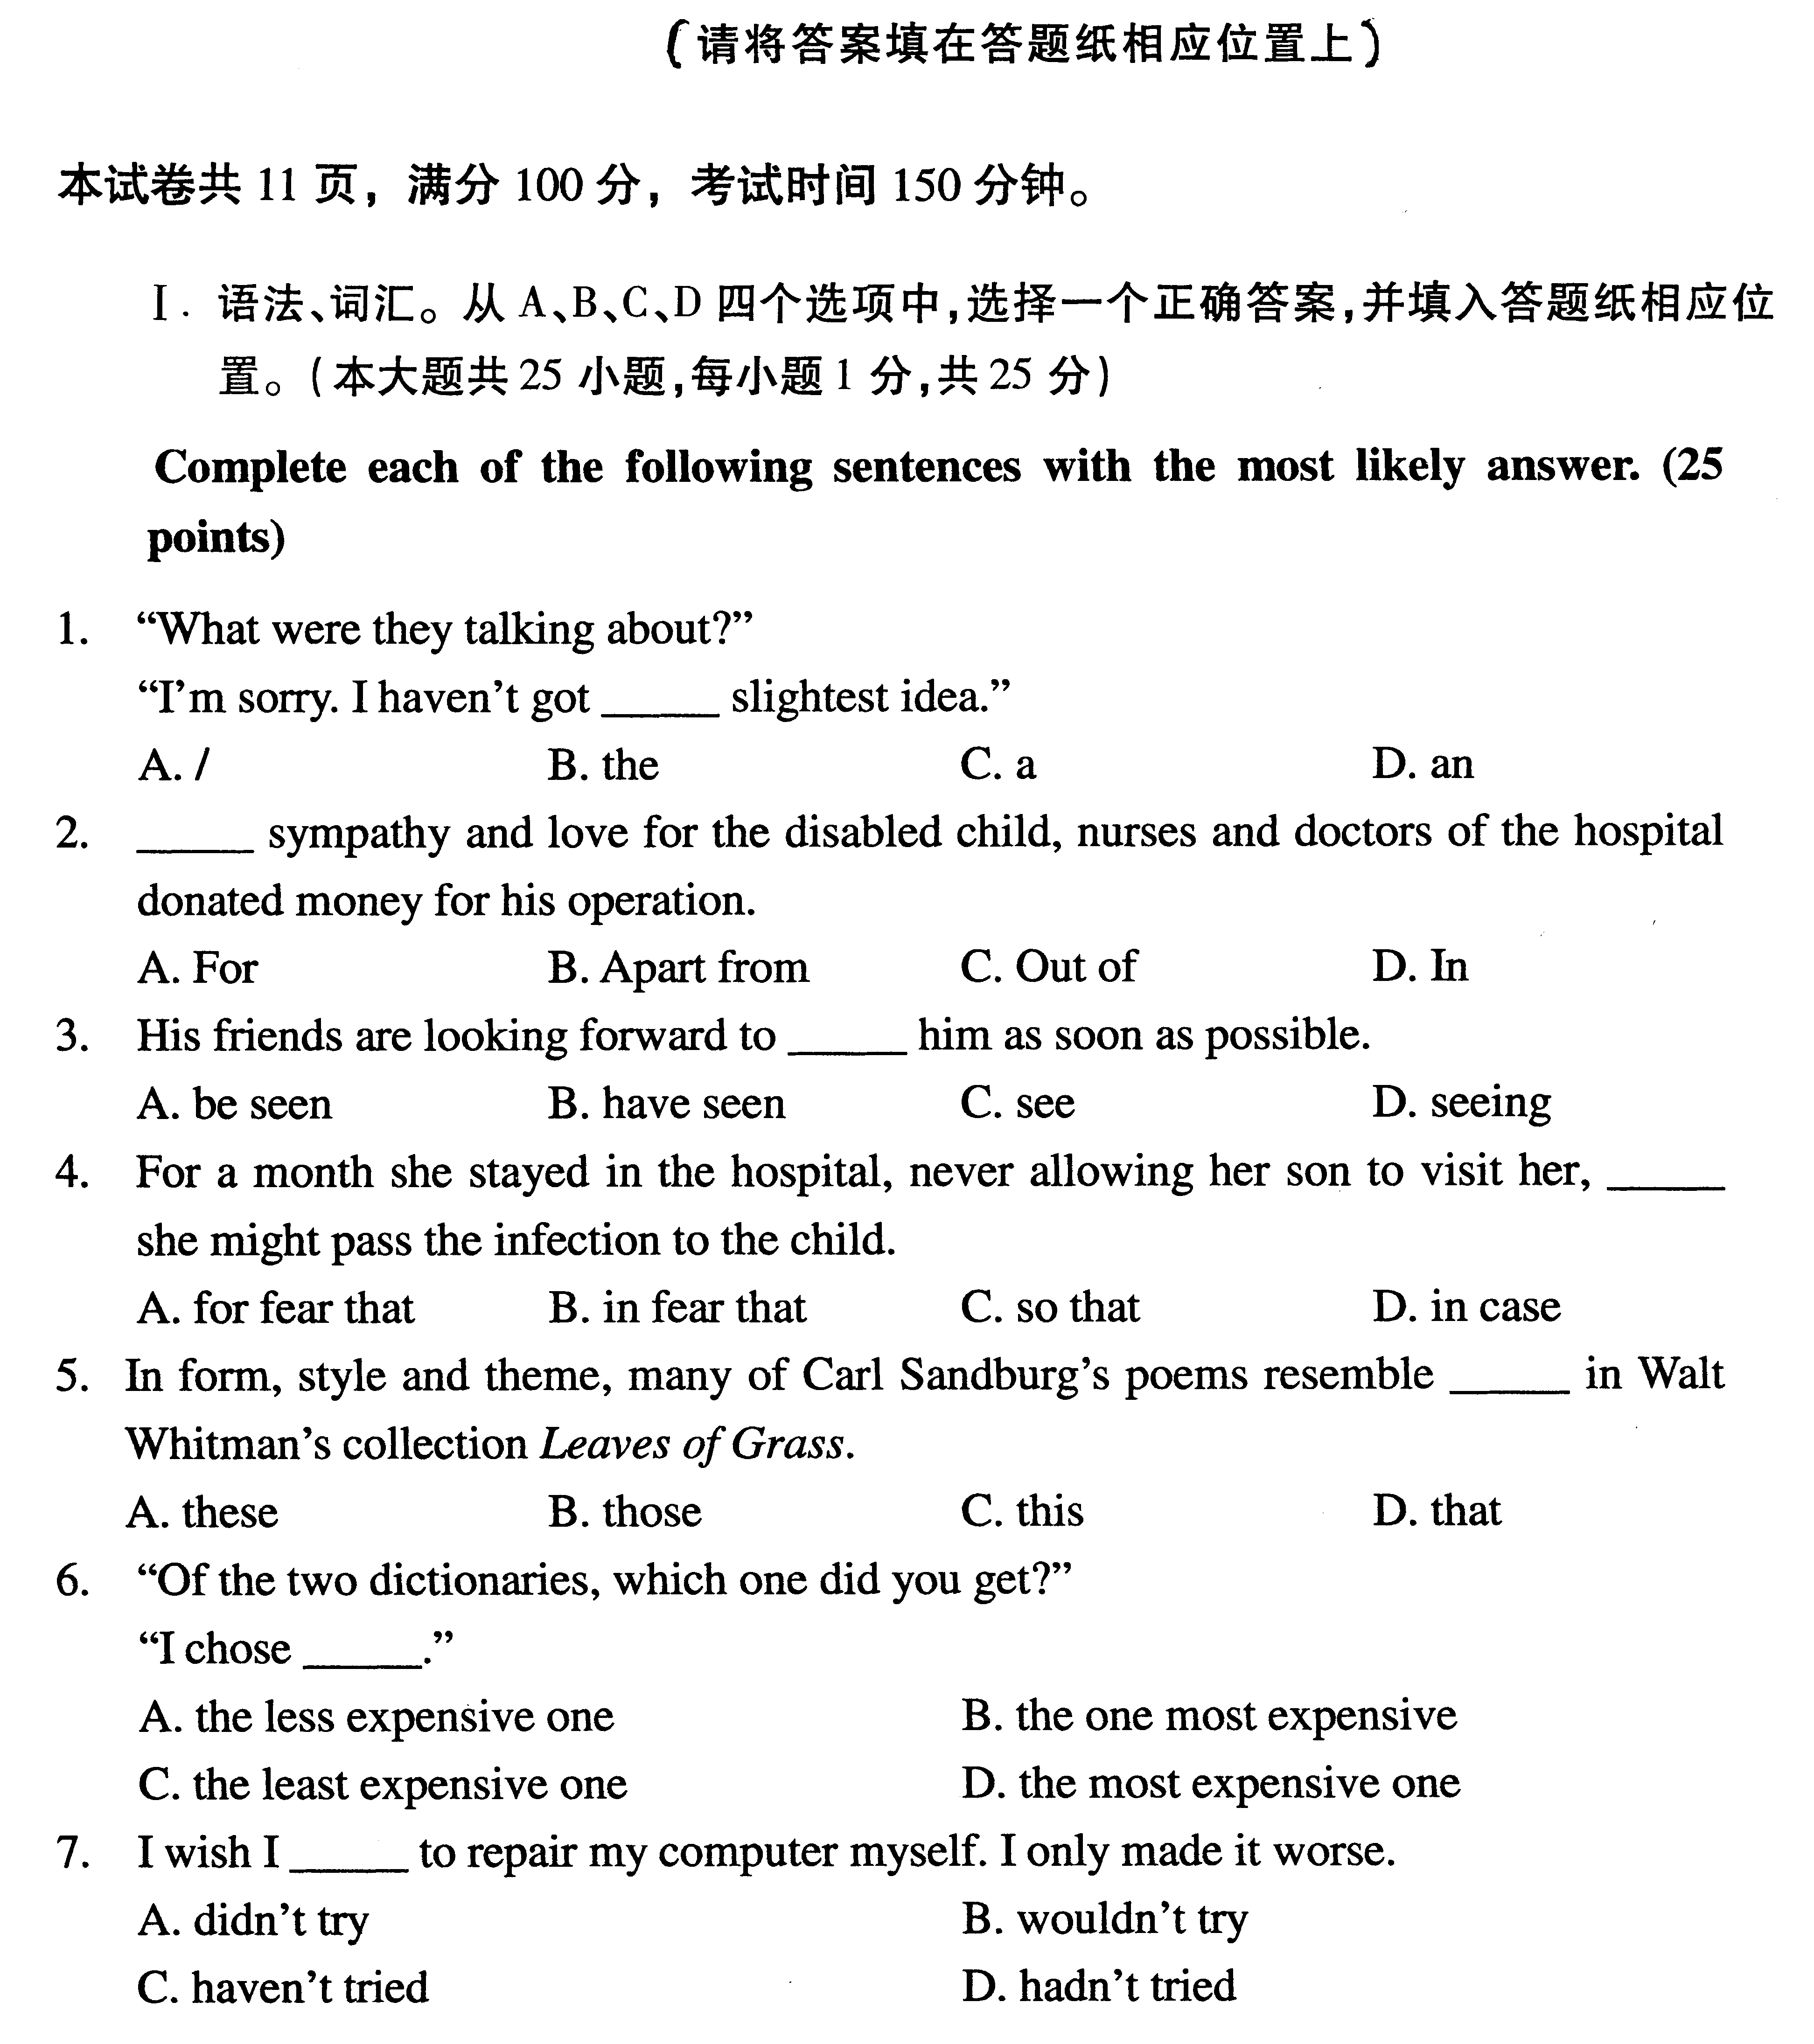 (请将答案填在答题纸相应位置上)
本试卷共 11 页，满分 100 分，考试时间 150 分钟。
I. 语法、词汇。从 A、B、C、D 四个选项中,选择一个正确答案,并填入答题纸相应位
置。(本大题共 25 小题,每小题 1 分,共 25 分)
Complete each of the following sentences with the most likely answer. (25
points)
1. “What were they talking about?”
“I’m sorry. I haven’t got _____ slightest idea.”
A. / B. the C. a D. an
2. _____ sympathy and love for the disabled child, nurses and doctors of the hospital
donated money for his operation.
A. For B. Apart from C. Out of D. In
3. His friends are looking forward to _____ him as soon as possible.
A. be seen B. have seen C. see D. seeing
4. For a month she stayed in the hospital, never allowing her son to visit her, _____
she might pass the infection to the child.
A. for fear that B. in fear that C. so that D. in case
5. In form, style and theme, many of Carl Sandburg’s poems resemble _____ in Walt
Whitman’s collection Leaves of Grass.
A. these B. those C. this D. that
6. “Of the two dictionaries, which one did you get?”
“I chose _____.”
A. the less expensive one B. the one most expensive
C. the least expensive one D. the most expensive one
7. I wish I _____ to repair my computer myself. I only made it worse.
A. didn’t try B. wouldn’t try
C. haven’t tried D. hadn’t tried